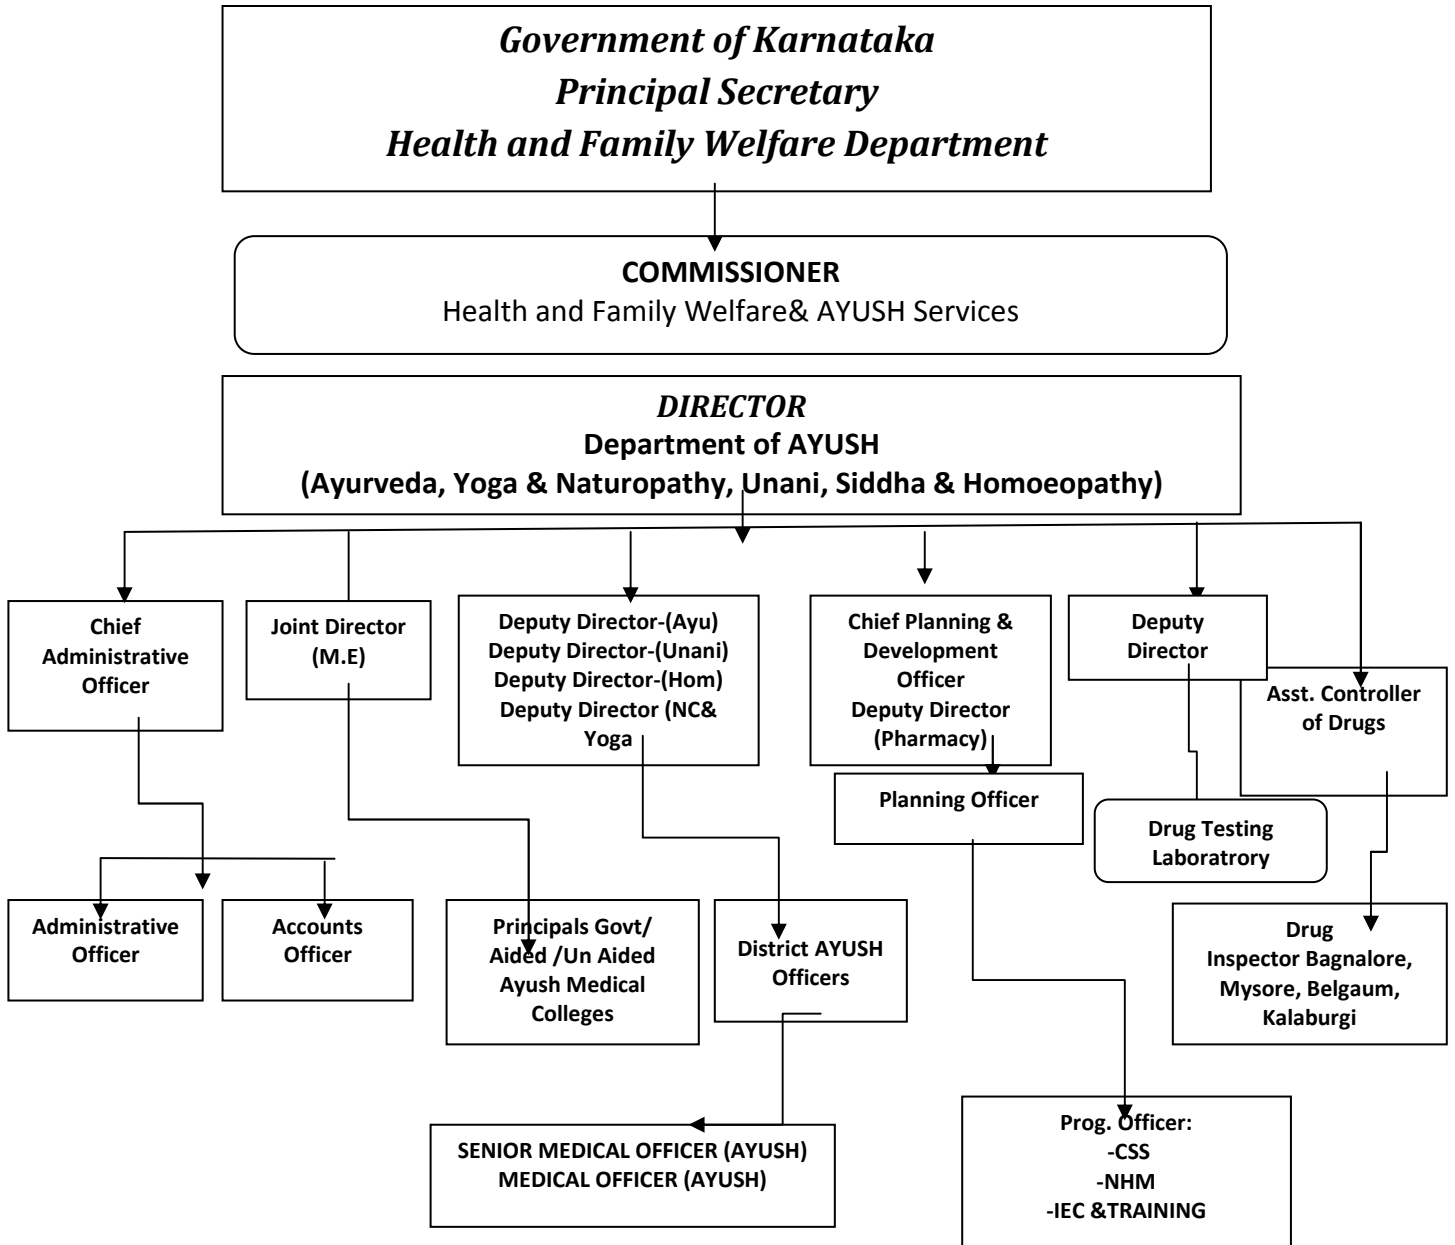 Government of Karnataka
Principal Secretary
Health and Family Welfare Department
COMMISSIONER
Health and Family Welfare& AYUSH Services
DIRECTOR
Department of AYUSH
(Ayurveda, Yoga & Naturopathy, Unani, Siddha & Homoeopathy)
Chief
Administrative
Officer
Joint Director
(M.E)
Deputy Director-(Ayu)
Deputy Director-(Unani)
Deputy Director-(Hom)
Deputy Director (NC&
Yoga
Chief Planning &
Development
Officer
Deputy Director
(Pharmacy)
Deputy
Director
Asst. Controller
of Drugs
Planning Officer
Drug Testing
Laboratrory
Administrative
Officer
Accounts
Officer
Principals Govt/
Aided /Un Aided
Ayush Medical
Colleges
District AYUSH
Officers
Drug
Inspector Bagnalore,
Mysore, Belgaum,
Kalaburgi
SENIOR MEDICAL OFFICER (AYUSH)
MEDICAL OFFICER (AYUSH)
Prog. Officer:
-CSS
-NHM
-IEC &TRAINING